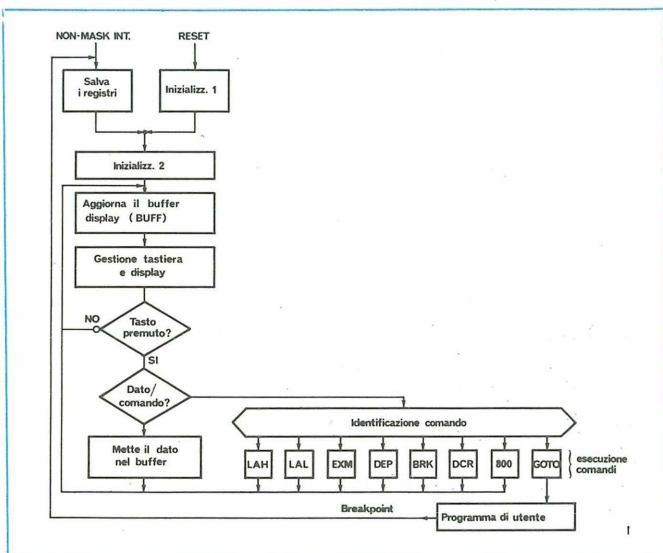 NON-MASK INT.
RESET
Salva
i registri
Inizializz. 1
Inizializz. 2
Aggiorna il buffer
display (BUFF)
Gestione tastiera
e display
NO
Tasto
premuto?
SI
Dato/
comando?
Identificazione comando
Mette il dato
nel buffer
LAH
LAL
EXM
DEP
BRK
DCR
800
GOTO
esecuzione
comandi
Breakpoint
Programma di utente
1